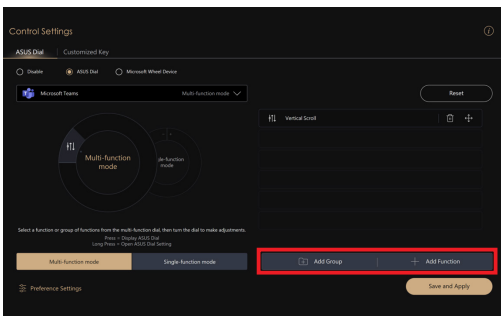 Control Settings
ASUS Dial
Customized Key
Disable
ASUS Dial
Microsoft Wheel Device
Microsoft Teams
Multi-function mode
Reset
Vertical Scroll
Multi-function
mode
gle-function
mode
Select a function or group of functions from the multi-function dial, then turn the dial to make adjustments.
Press = Display ASUS Dial
Long Press = Open ASUS Dial Setting
Multi-function mode
Single-function mode
Add Group
Add Function
Preference Settings
Save and Apply